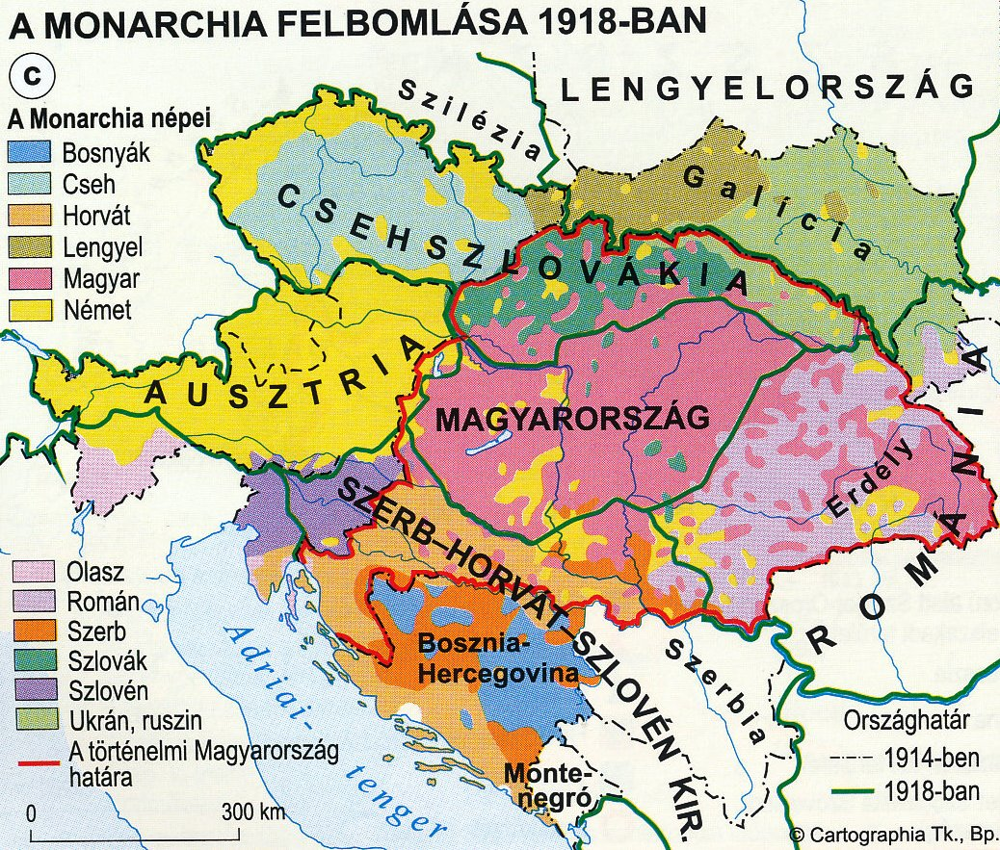 A MONARCHIA FELBOMLÁSA 1918-BAN
C
A Monarchia népei
Bosnyák
Cseh
Horvát
Lengyel
Magyar
Német
Szilézia
LENGYELORSZÁG
Galícia
CSEHSZLOVÁKIA
AUSZTRIA
MAGYARORSZÁG
Erdély
ROMÁNIA
SZERB–HORVÁT–SZLOVÉN KIR.
Bosznia-
Hercegovina
Szerbia
Monte-
negró
Adriai-
tenger
Olasz
Román
Szerb
Szlovák
Szlovén
Ukrán, ruszin
A történelmi Magyarország
határa
0 300 km
Országhatár
1914-ben
1918-ban
© Cartographia Tk., Bp.